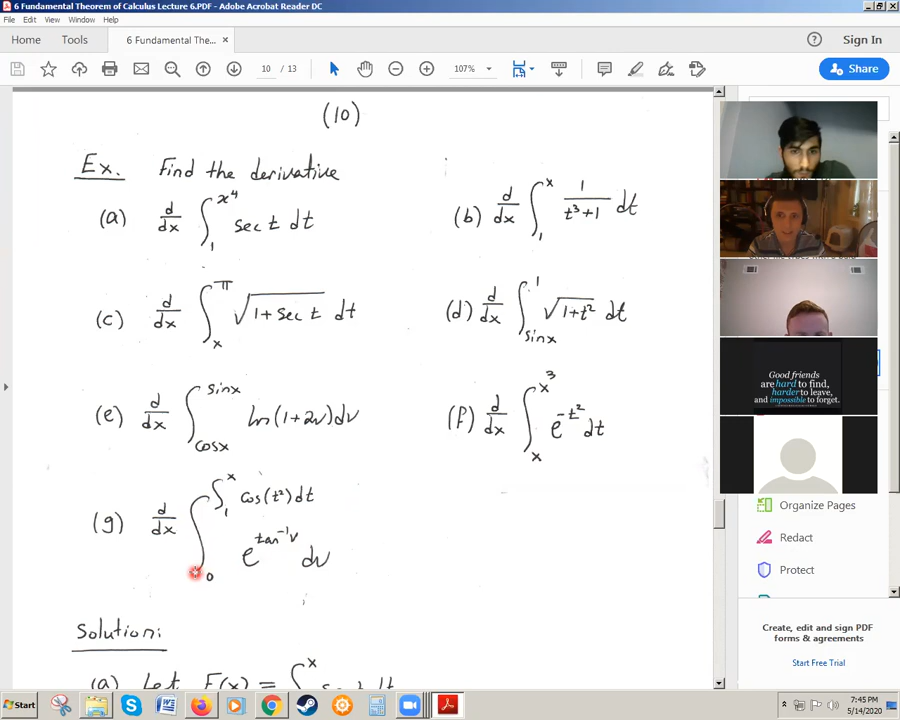 6 Fundamental Theorem of Calculus Lecture 6.PDF - Adobe Acrobat Reader DC
File Edit View Window Help
Home Tools 6 Fundamental The... × Sign In
10 / 13 107% Share
(10)
Ex. Find the derivative
(a) d/dx ∫_1^{x^4} sec t dt
(b) d/dx ∫_1^x 1/(t^3+1) dt
(c) d/dx ∫_x^π √(1+sec t) dt
(d) d/dx ∫_{sinx}^1 √(1+t^2) dt
(e) d/dx ∫_{cosx}^{sinx} ln(1+2v)dv
(f) d/dx ∫_x^{x^3} e^{-t^2} dt
(g) d/dx ∫_0^{∫_1^x cos(t^2)dt} e^{tan^{-1}v} dv
Solution:
(a) Let F(x) = ∫^x sec t dt
Good friends
are hard to find,
harder to leave,
and impossible to forget.
Organize Pages
Redact
Protect
Create, edit and sign PDF
forms & agreements
Start Free Trial
Start
7:45 PM
5/14/2020